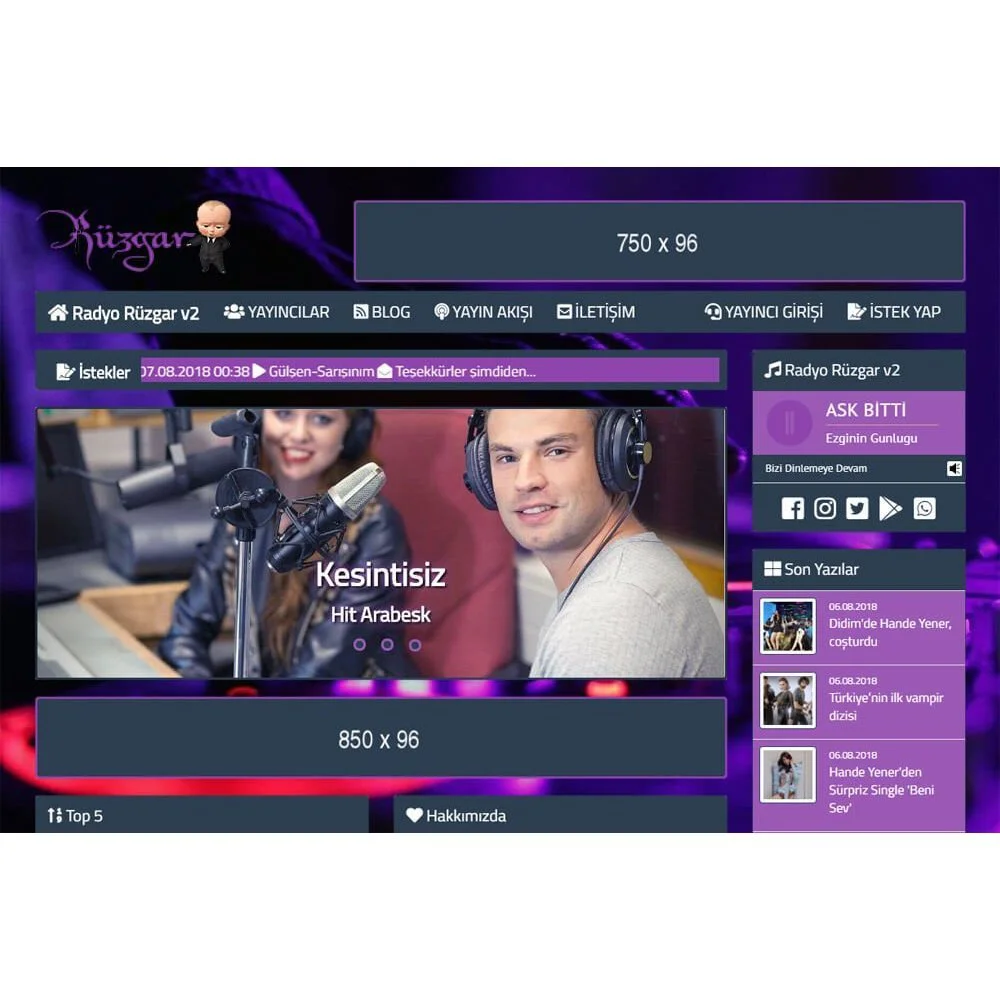 Rüzgar
750 x 96
Radyo Rüzgar v2 YAYINCILAR BLOG YAYIN AKIŞI İLETİŞİM YAYINCI GİRİŞİ İSTEK YAP
İstekler 07.08.2018 00:38 Gülşen-Sarışınım Teşekkürler şimdiden...
Kesintisiz
Hit Arabesk
850 x 96
Top 5
Hakkımızda
Radyo Rüzgar v2
ASK BİTTİ
Ezginin Gunlugu
Bizi Dinlemeye Devam
Son Yazılar
06.08.2018
Didim'de Hande Yener,
coşturdu
06.08.2018
Türkiye’nin ilk vampir
dizisi
06.08.2018
Hande Yener'den
Sürpriz Single 'Beni
Sev'